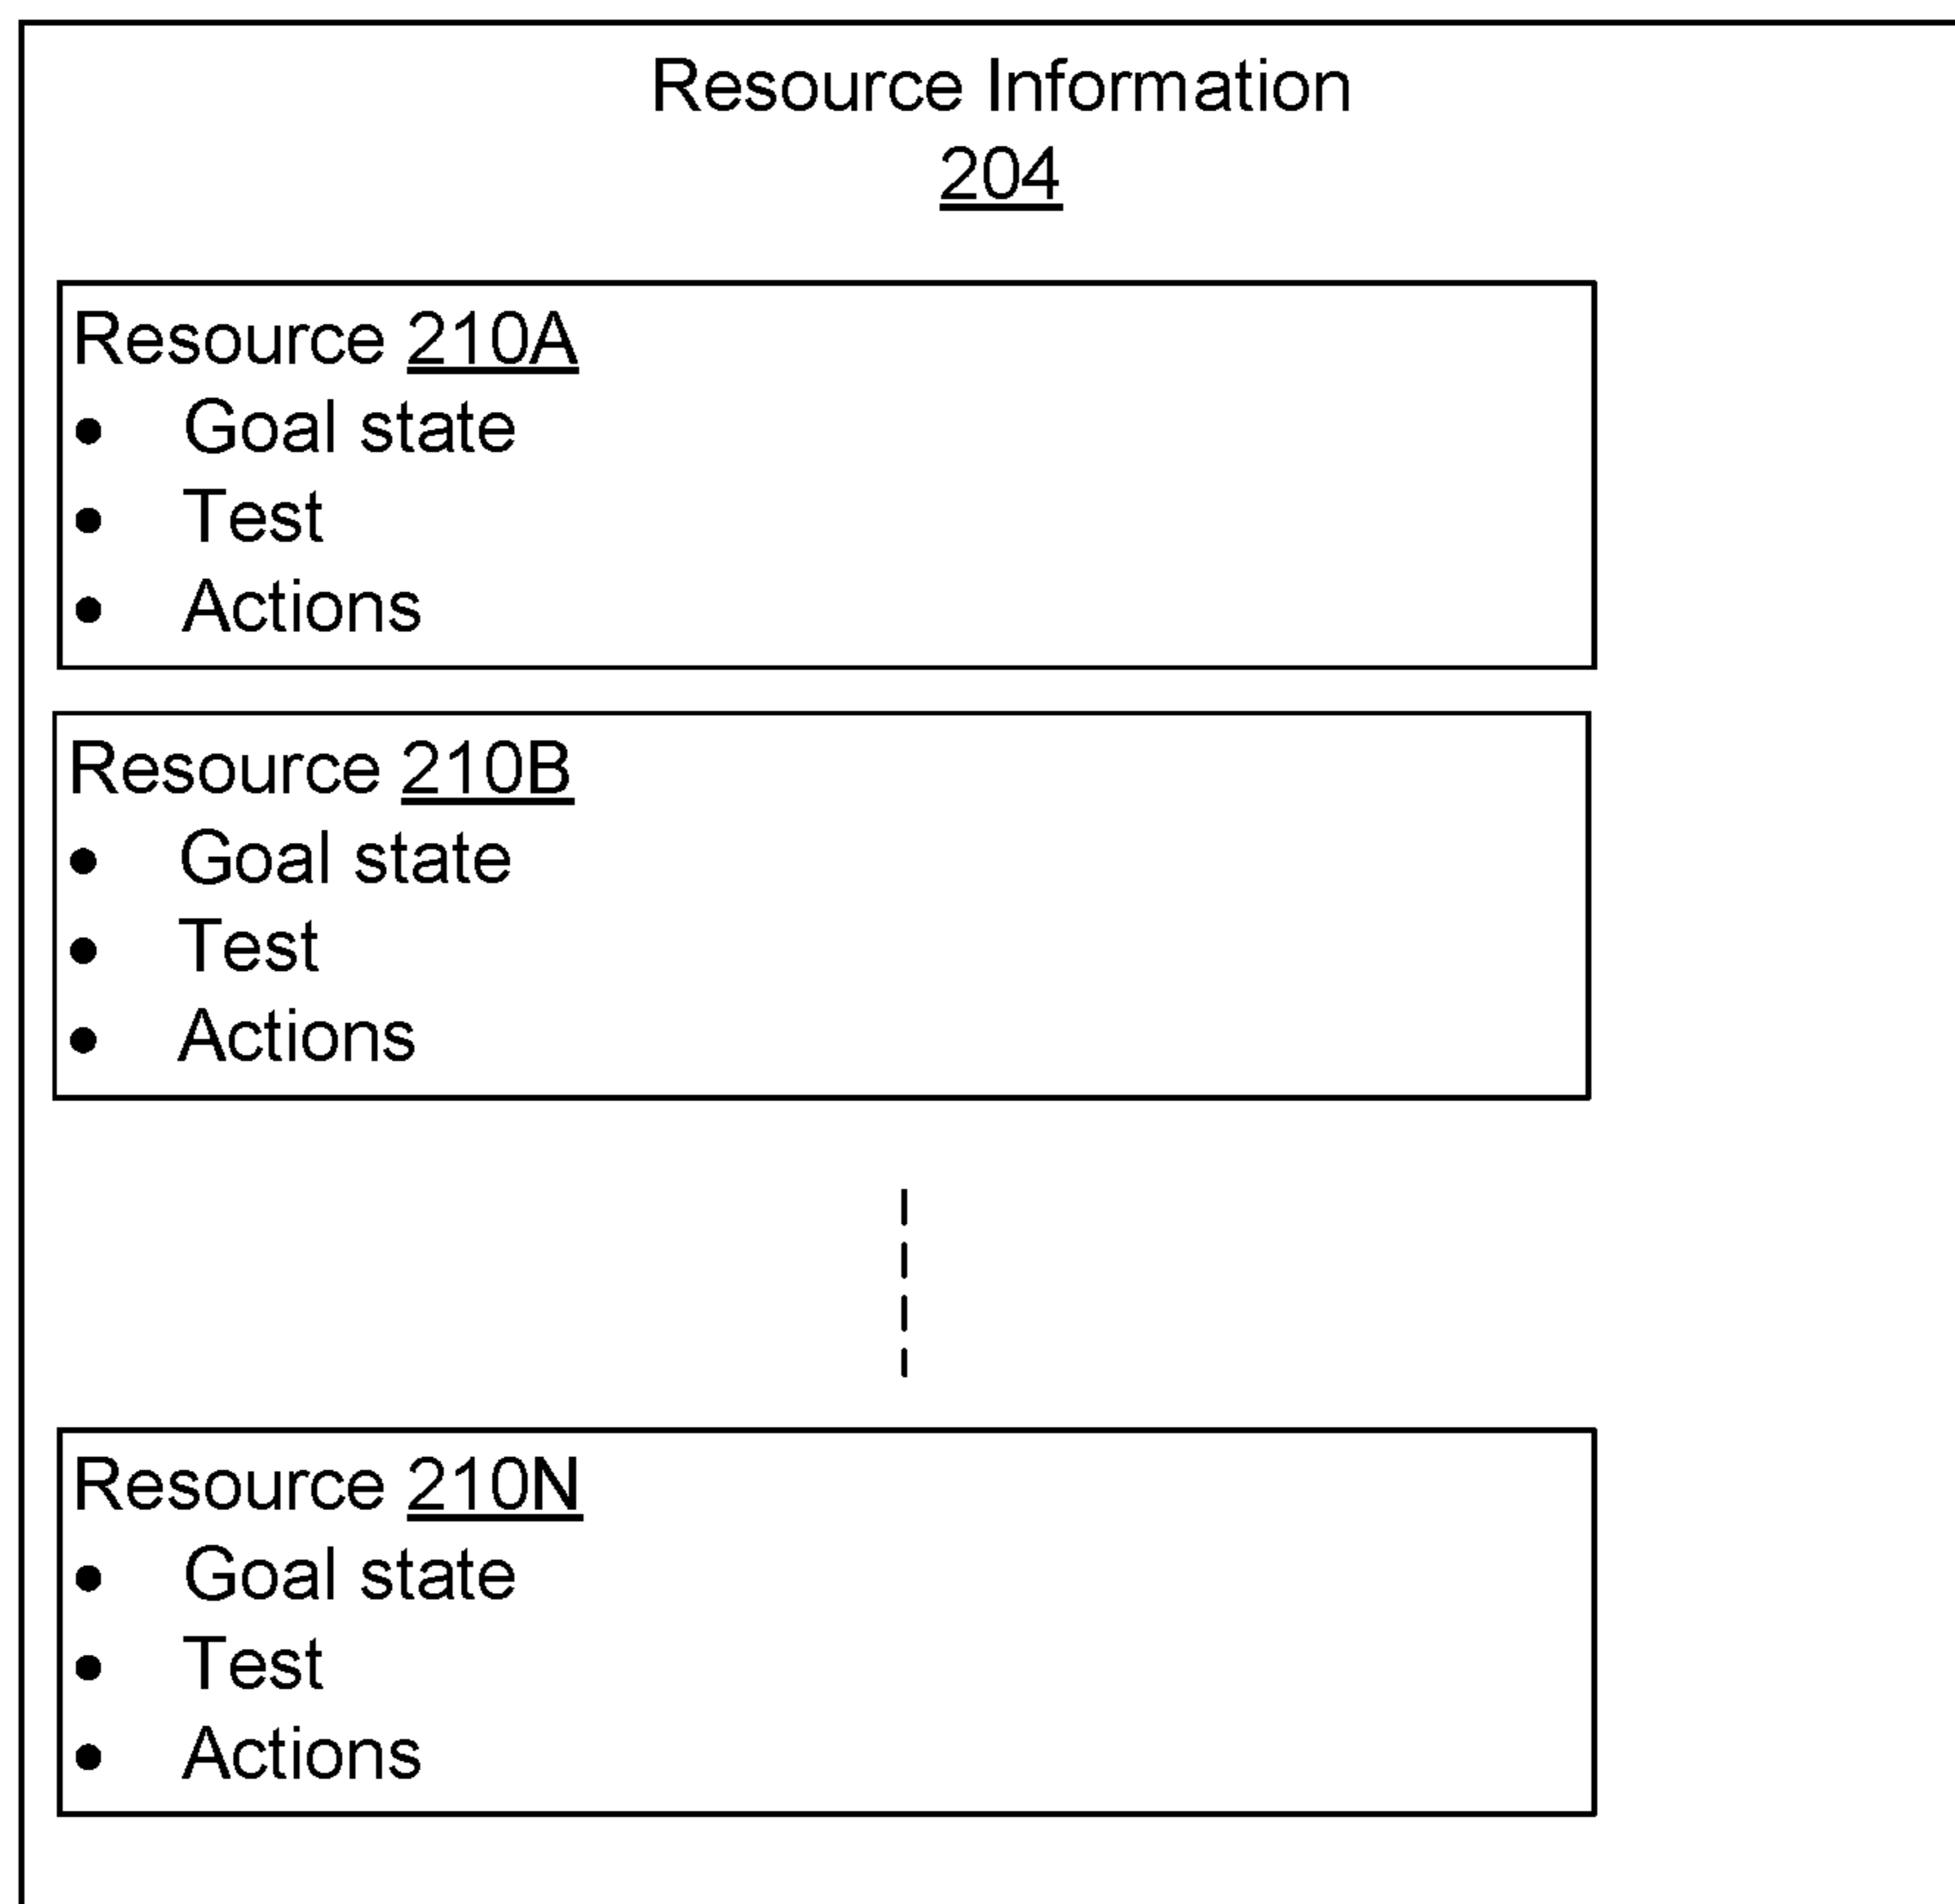 Resource Information
204
Resource 210A
• Goal state
• Test
• Actions
Resource 210B
• Goal state
• Test
• Actions
Resource 210N
• Goal state
• Test
• Actions